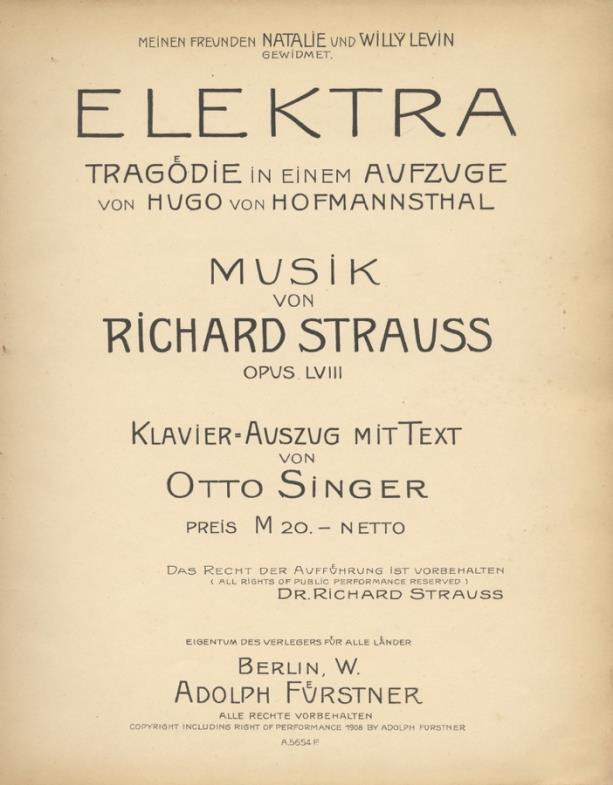 MEINEN FREUNDEN NATALIE UND WILLY LEVIN
GEWIDMET.
ELEKTRA
TRAGÖDIE IN EINEM AUFZUGE
VON HUGO VON HOFMANNSTHAL
MUSIK
VON
RICHARD STRAUSS
OPUS LVIII
KLAVIER=AUSZUG MIT TEXT
VON
OTTO SINGER
PREIS M 20.– NETTO
DAS RECHT DER AUFFÜHRUNG IST VORBEHALTEN
( ALL RIGHTS OF PUBLIC PERFORMANCE RESERVED )
DR. RICHARD STRAUSS
EIGENTUM DES VERLEGERS FÜR ALLE LÄNDER
BERLIN, W.
ADOLPH FÜRSTNER
ALLE RECHTE VORBEHALTEN
COPYRIGHT INCLUDING RIGHT OF PERFORMANCE 1908 BY ADOLPH FURSTNER
A.5654 F.